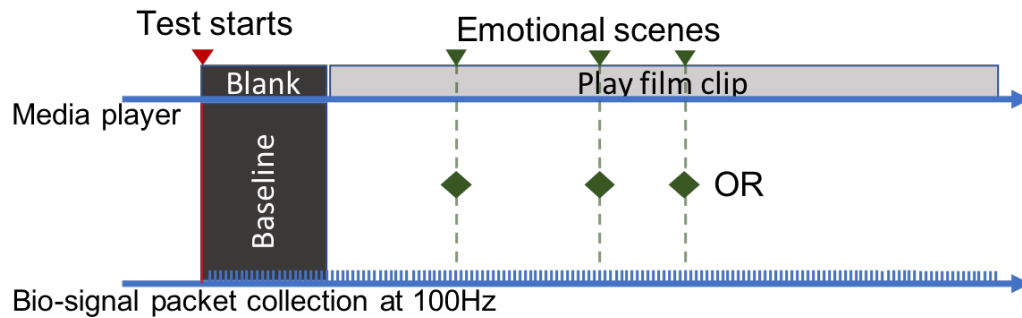 Test starts
Emotional scenes
Blank
Play film clip
Media player
Baseline
OR
Bio-signal packet collection at 100Hz